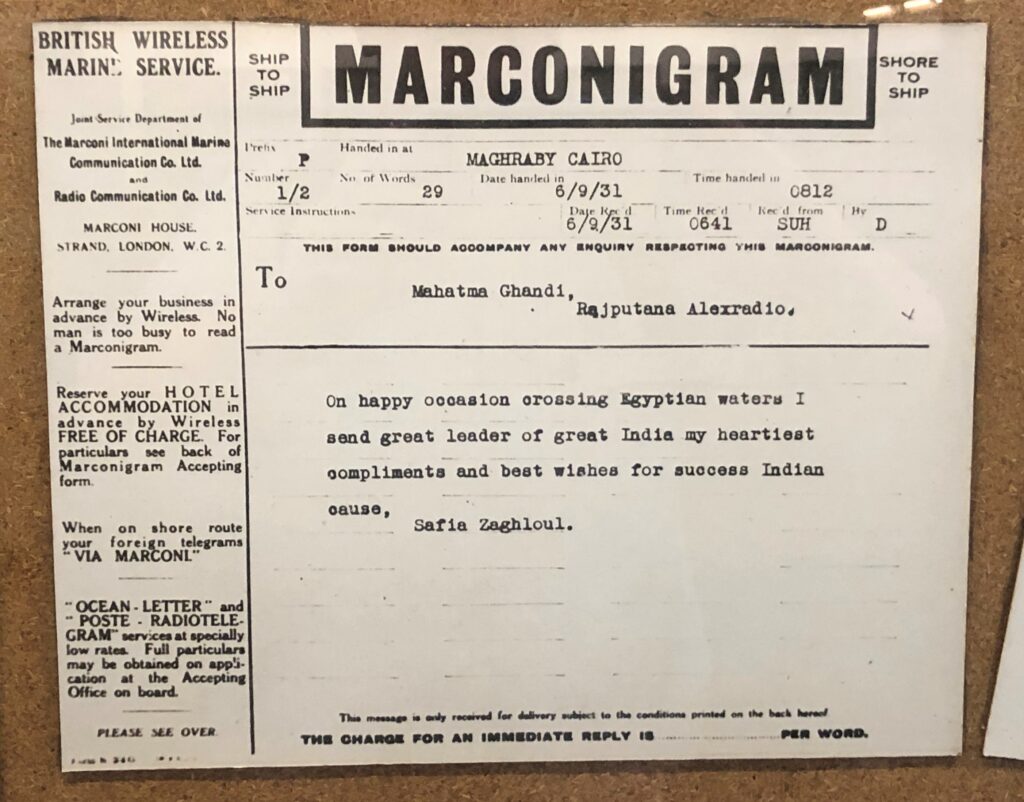 BRITISH WIRELESS
MARINE SERVICE.
Joint Service Department of
The Marconi International Marine
Communication Co. Ltd.
and
Radio Communication Co. Ltd.
MARCONI HOUSE.
STRAND, LONDON, W.C. 2.
Arrange your business in
advance by Wireless. No
man is too busy to read
a Marconigram.
Reserve your HOTEL
ACCOMMODATION in
advance by Wireless
FREE OF CHARGE. For
particulars see back of
Marconigram Accepting
form.
When on shore route
your foreign telegrams
"VIA MARCONI."
"OCEAN-LETTER" and
"POSTE-RADIOTELE-
GRAM" services at specially
low rates. Full particulars
may be obtained on appli-
cation at the Accepting
Office on board.
PLEASE SEE OVER
SHIP
TO
SHIP
MARCONIGRAM
SHORE
TO
SHIP
Prefix P Handed in at MAGHRABY CAIRO
Number 1/2 No. of Words 29 Date handed in 6/9/31 Time handed in 0812
Service Instructions Date Rec'd 6/9/31 Time Rec'd 0641 Rec'd from SUH By D
THIS FORM SHOULD ACCOMPANY ANY ENQUIRY RESPECTING THIS MARCONIGRAM.
To
Mahatma Ghandi,
Rajputana Alexradio.
On happy occasion crossing Egyptian waters I
send great leader of great India my heartiest
compliments and best wishes for success Indian
cause,
Safia Zaghloul.
This message is only received for delivery subject to the conditions printed on the back hereof
THE CHARGE FOR AN IMMEDIATE REPLY IS PER WORD.